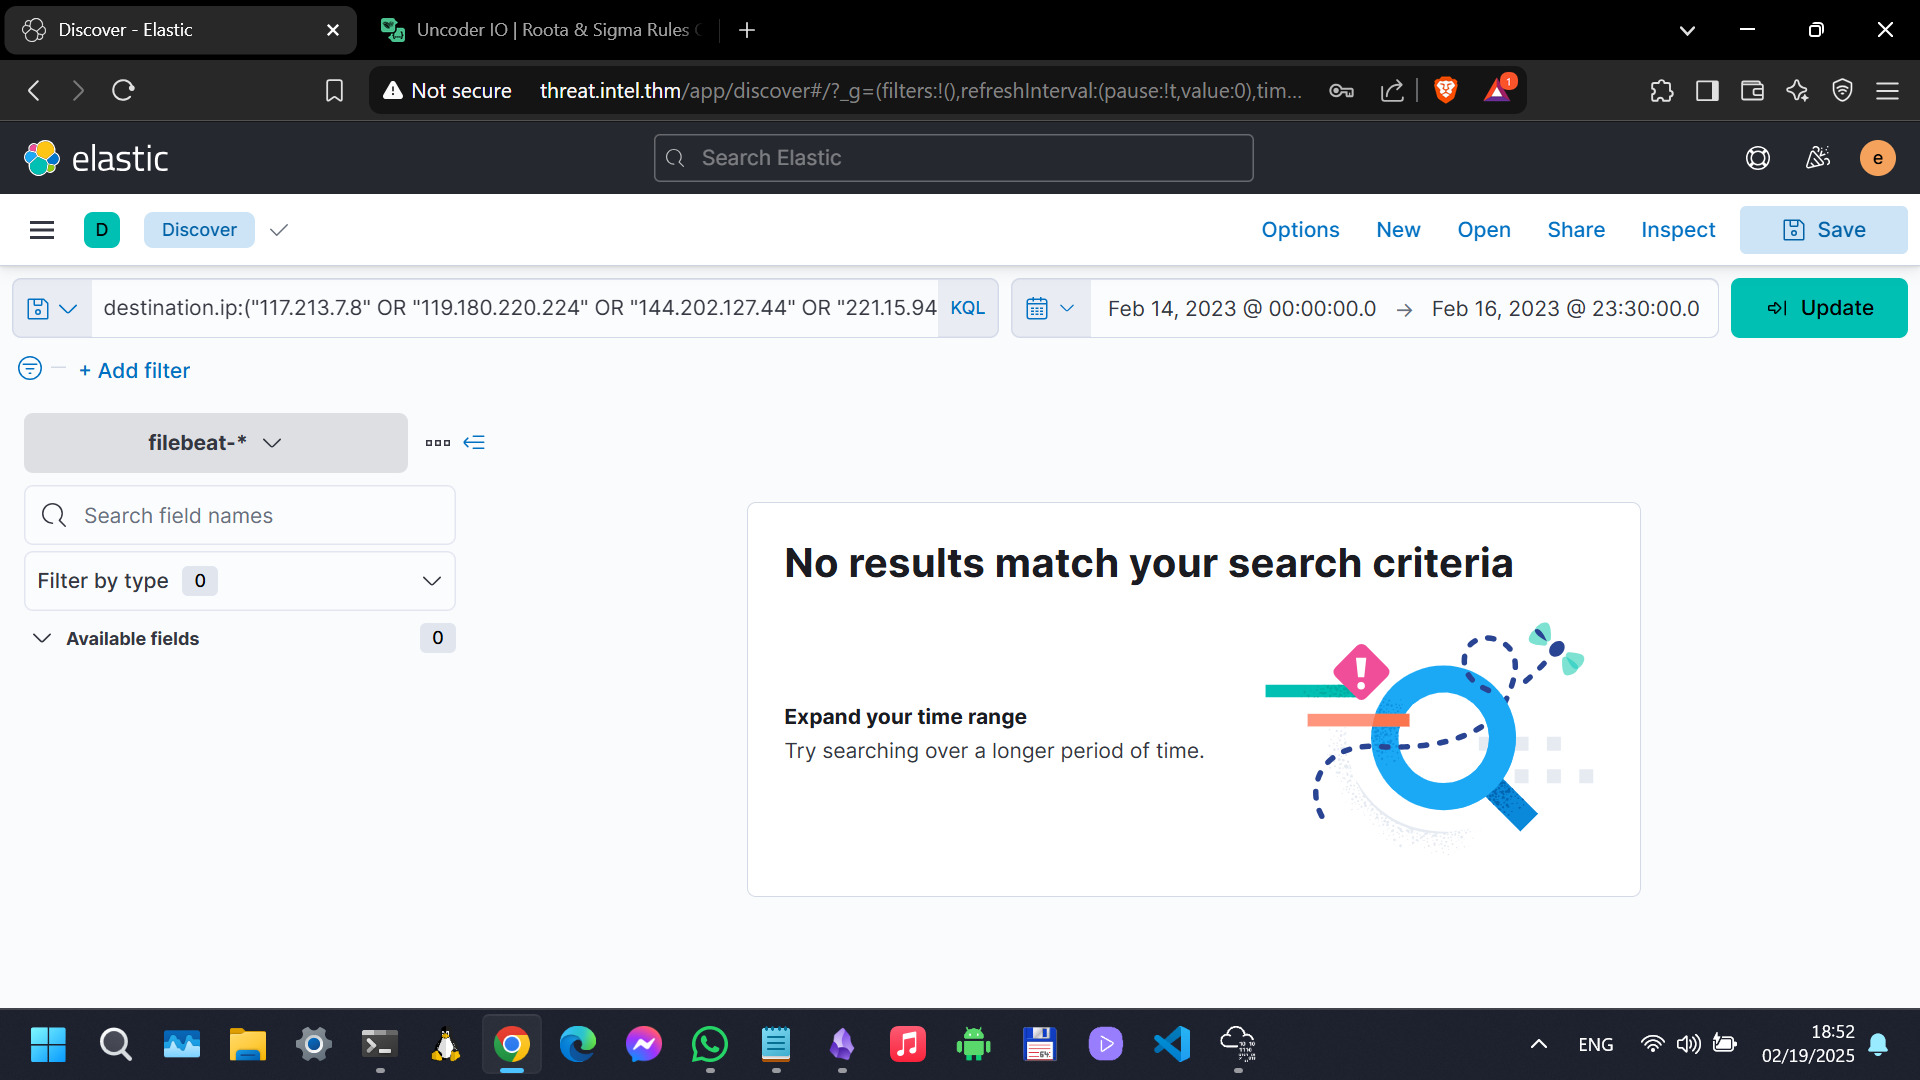 Discover - Elastic
Uncoder IO | Roota & Sigma Rules
Not secure
threat.intel.thm/app/discover#/?_g=(filters:!(),refreshInterval:(pause:!t,value:0),tim...
1
elastic
Search Elastic
e
D
Discover
Options
New
Open
Share
Inspect
Save
destination.ip:("117.213.7.8" OR "119.180.220.224" OR "144.202.127.44" OR "221.15.94
KQL
Feb 14, 2023 @ 00:00:00.0
→
Feb 16, 2023 @ 23:30:00.0
Update
+ Add filter
filebeat-*
Search field names
Filter by type 0
Available fields 0
No results match your search criteria
Expand your time range
Try searching over a longer period of time.
ENG
18:52
02/19/2025